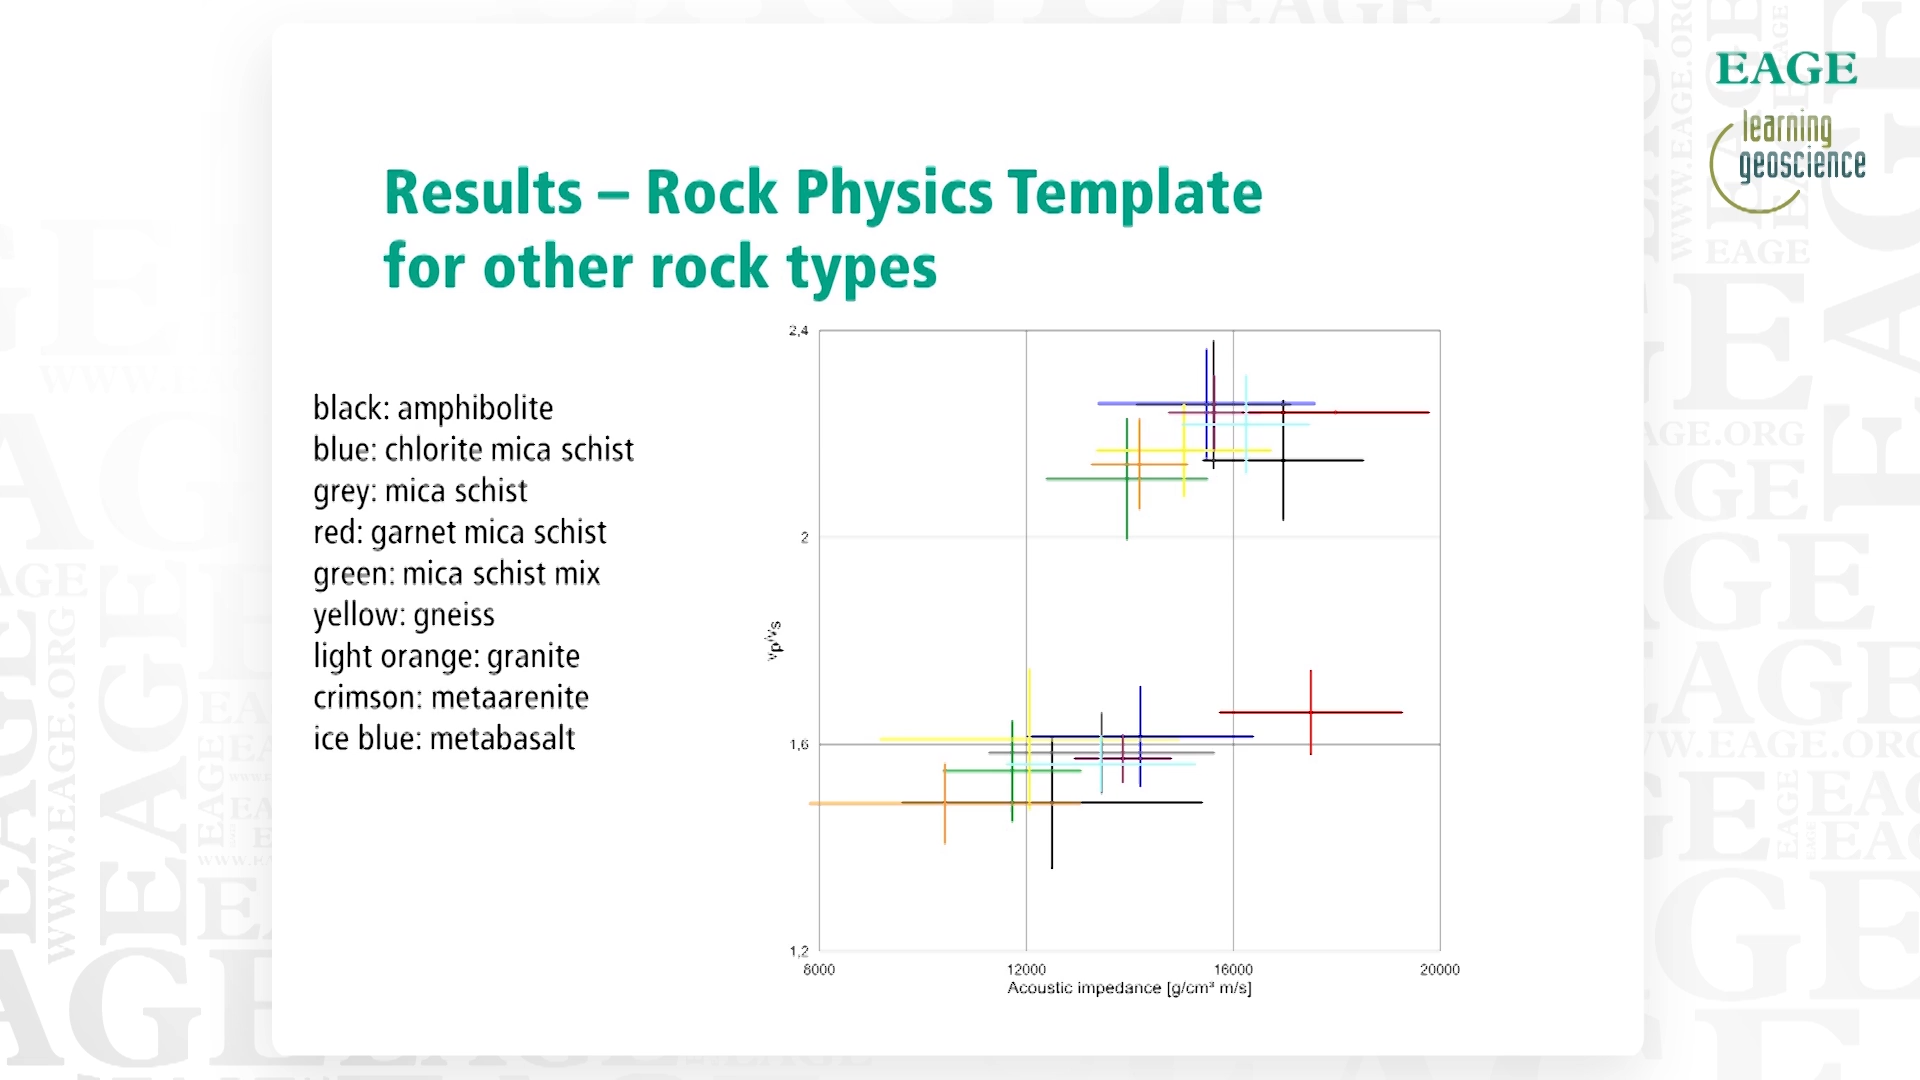 EAGE
learning
geoscience
Results – Rock Physics Template
for other rock types
black: amphibolite
blue: chlorite mica schist
grey: mica schist
red: garnet mica schist
green: mica schist mix
yellow: gneiss
light orange: granite
crimson: metaarenite
ice blue: metabasalt
2,4
2
1,6
1,2
vp/vs
8000 12000 16000 20000
Acoustic impedance [g/cm³ m/s]